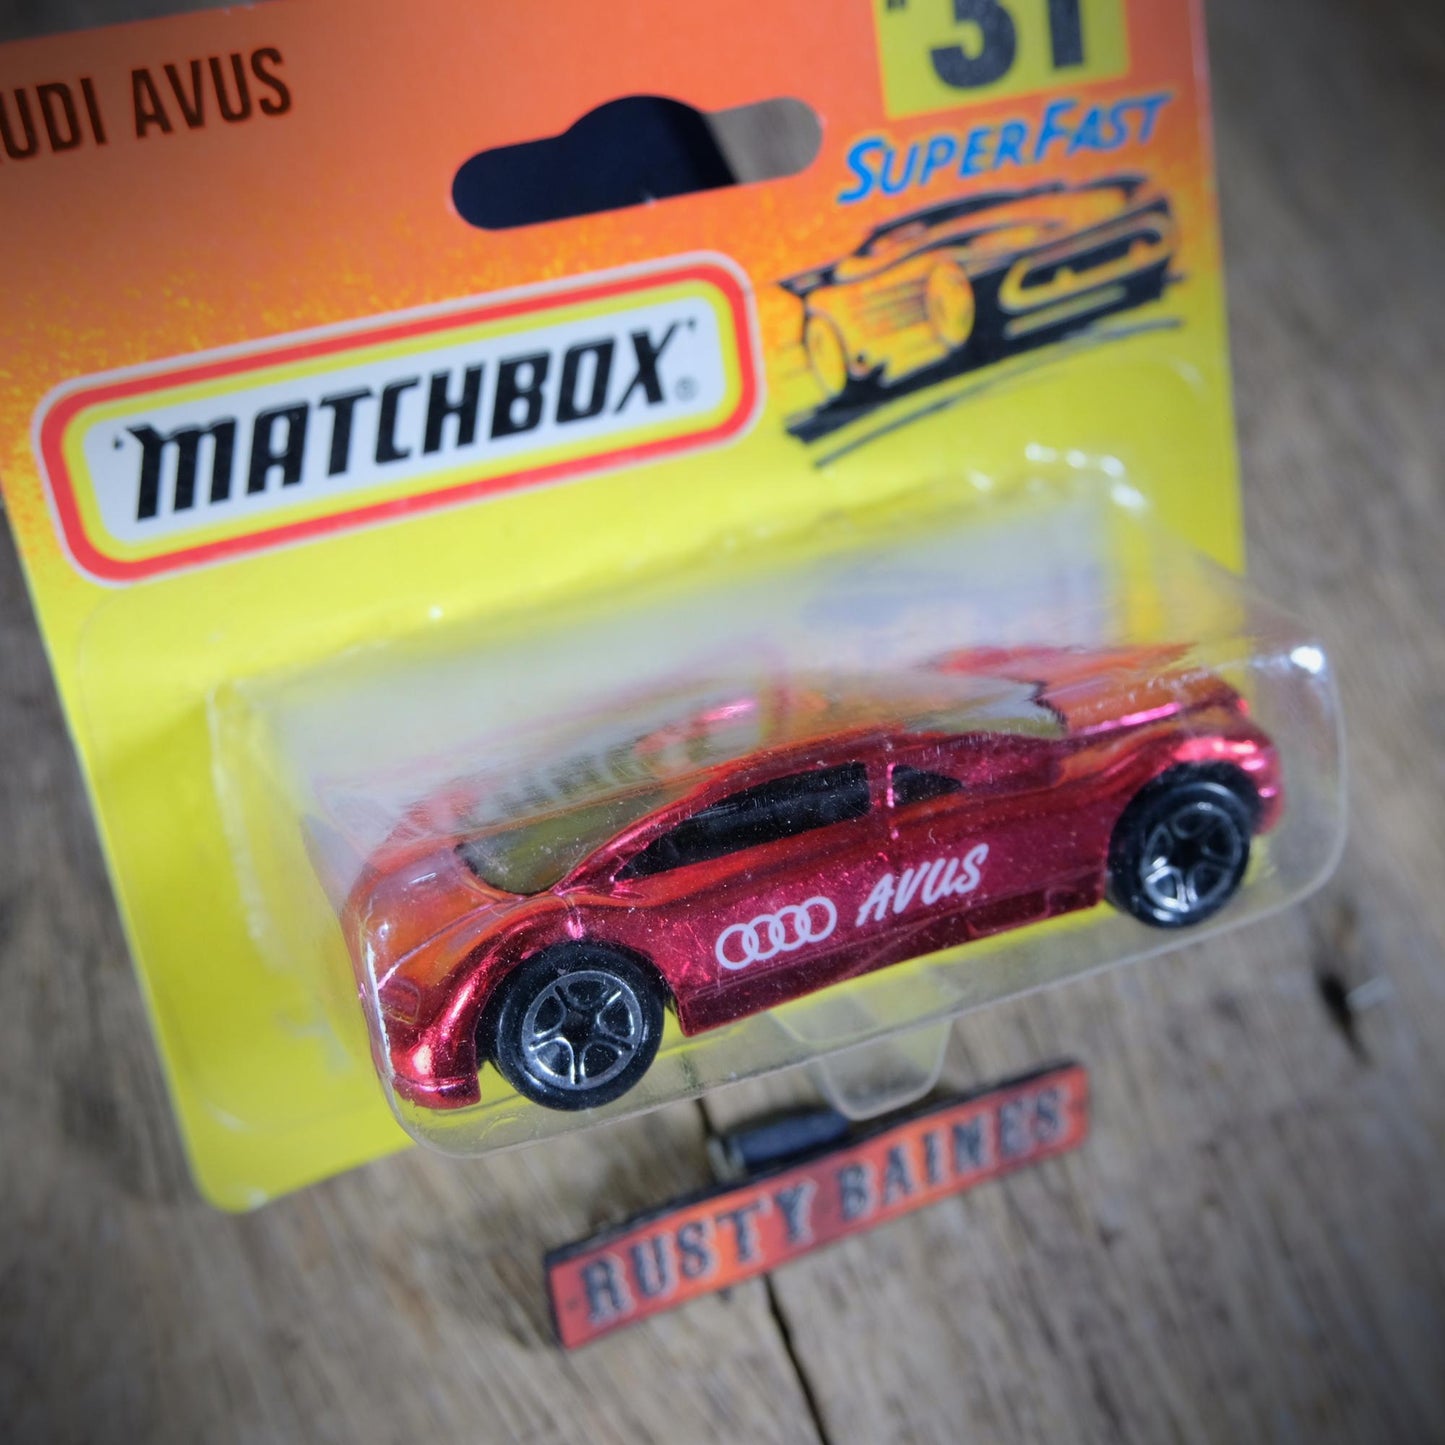 UDI AVUS
#31
SUPERFAST
'MATCHBOX'®
AVUS
RUSTY BAINES